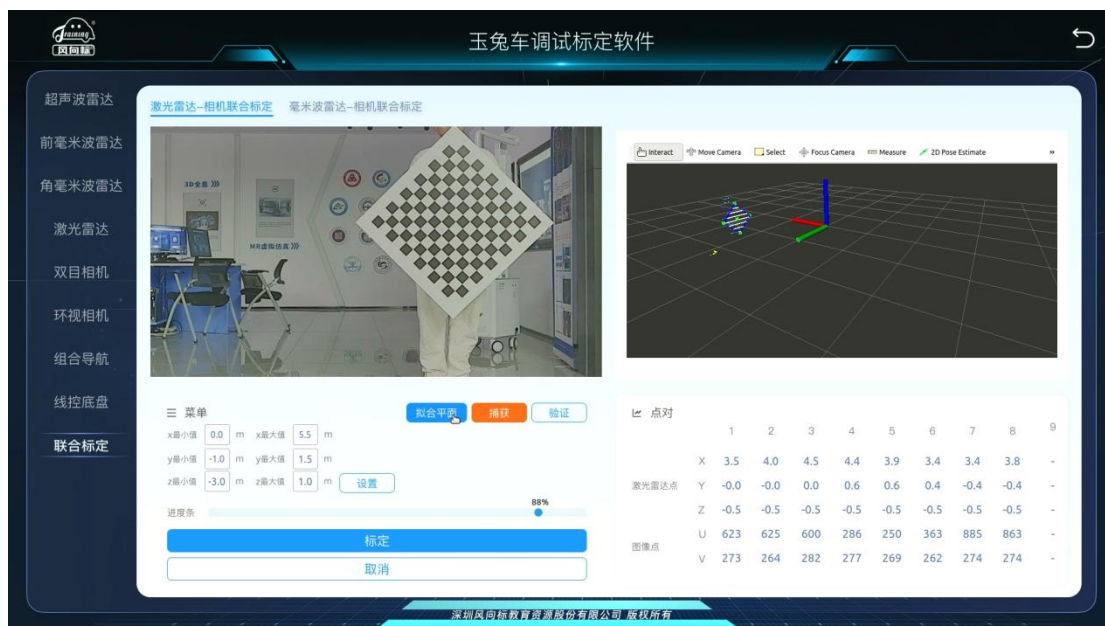 FXINING
风向标
玉兔车调试标定软件
超声波雷达
前毫米波雷达
角毫米波雷达
激光雷达
双目相机
环视相机
组合导航
线控底盘
联合标定
激光雷达-相机联合标定 毫米波雷达-相机联合标定
3D全息 》》
MR虚拟仿真 》》
Interact Move Camera Select Focus Camera Measure 2D Pose Estimate »
菜单 拟合平面 捕获 验证
x最小值 0.0 m x最大值 5.5 m
y最小值 -1.0 m y最大值 1.5 m
z最小值 -3.0 m z最大值 1.0 m 设置
进度条 88%
标定
取消
点对
1 2 3 4 5 6 7 8 9
X 3.5 4.0 4.5 4.4 3.9 3.4 3.4 3.8 -
激光雷达点 Y -0.0 -0.0 0.0 0.6 0.6 0.4 -0.4 -0.4 -
Z -0.5 -0.5 -0.5 -0.5 -0.5 -0.5 -0.5 -0.5 -
图像点
U 623 625 600 286 250 363 885 863 -
V 273 264 282 277 269 262 274 274 -
深圳风向标教育资源股份有限公司 版权所有